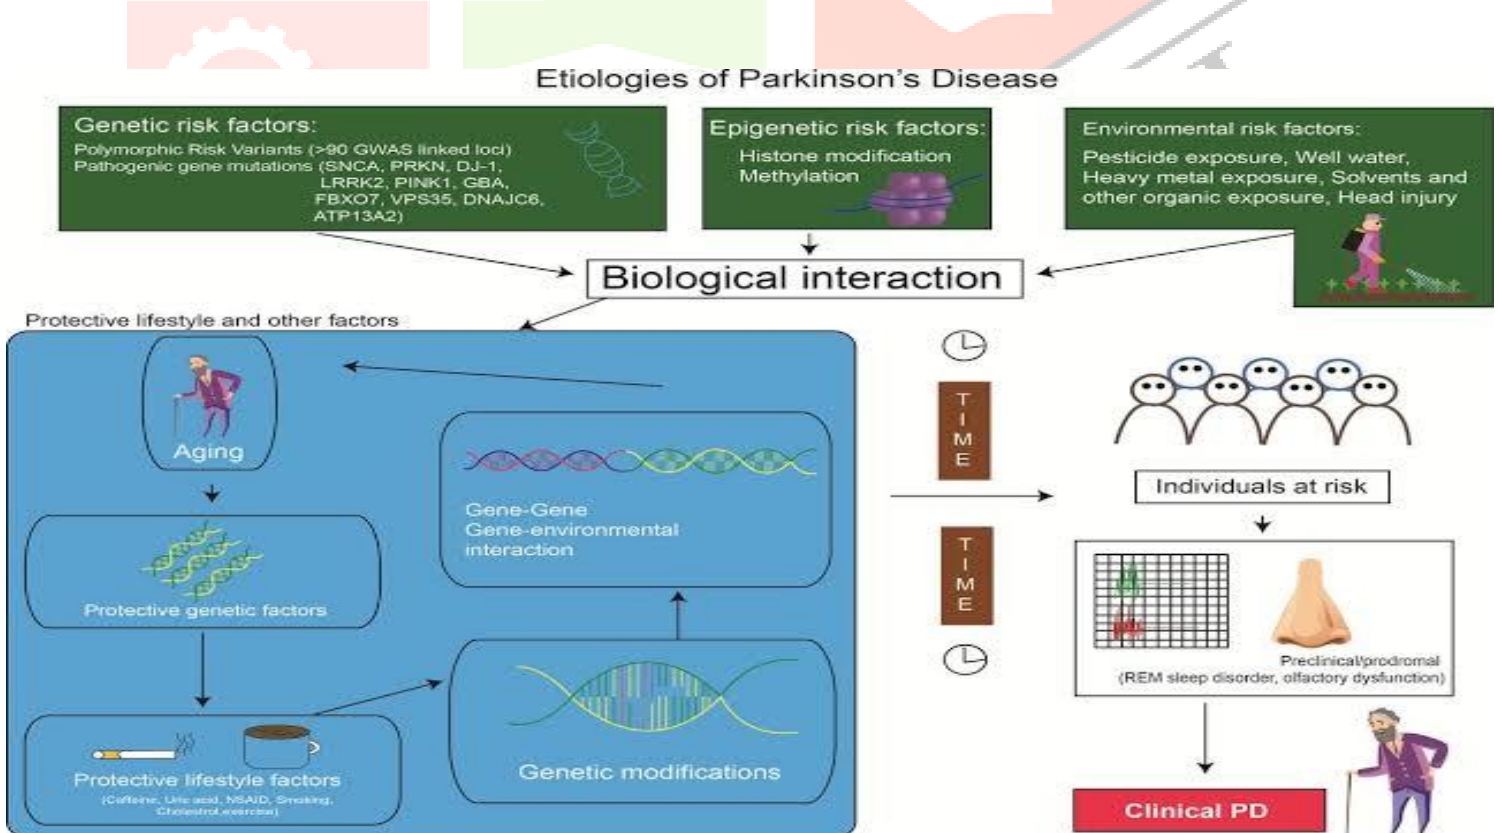 Etiologies of Parkinson's Disease
Genetic risk factors:
Polymorphic Risk Variants (>90 GWAS linked loci)
Pathogenic gene mutations (SNCA, PRKN, DJ-1,
LRRK2, PINK1, GBA,
FBXO7, VPS35, DNAJC6,
ATP13A2)
Epigenetic risk factors:
Histone modification
Methylation
Environmental risk factors:
Pesticide exposure, Well water,
Heavy metal exposure, Solvents and
other organic exposure, Head injury
Biological interaction
Protective lifestyle and other factors
Aging
Protective genetic factors
Protective lifestyle factors
(Caffeine, Uric acid, NSAID, Smoking,
Cholestrol,exercise)
Genetic modifications
Gene-Gene
Gene-environmental
interaction
T
I
M
E
T
I
M
E
Individuals at risk
Preclinical/prodromal
(REM sleep disorder, olfactory dysfunction)
Clinical PD